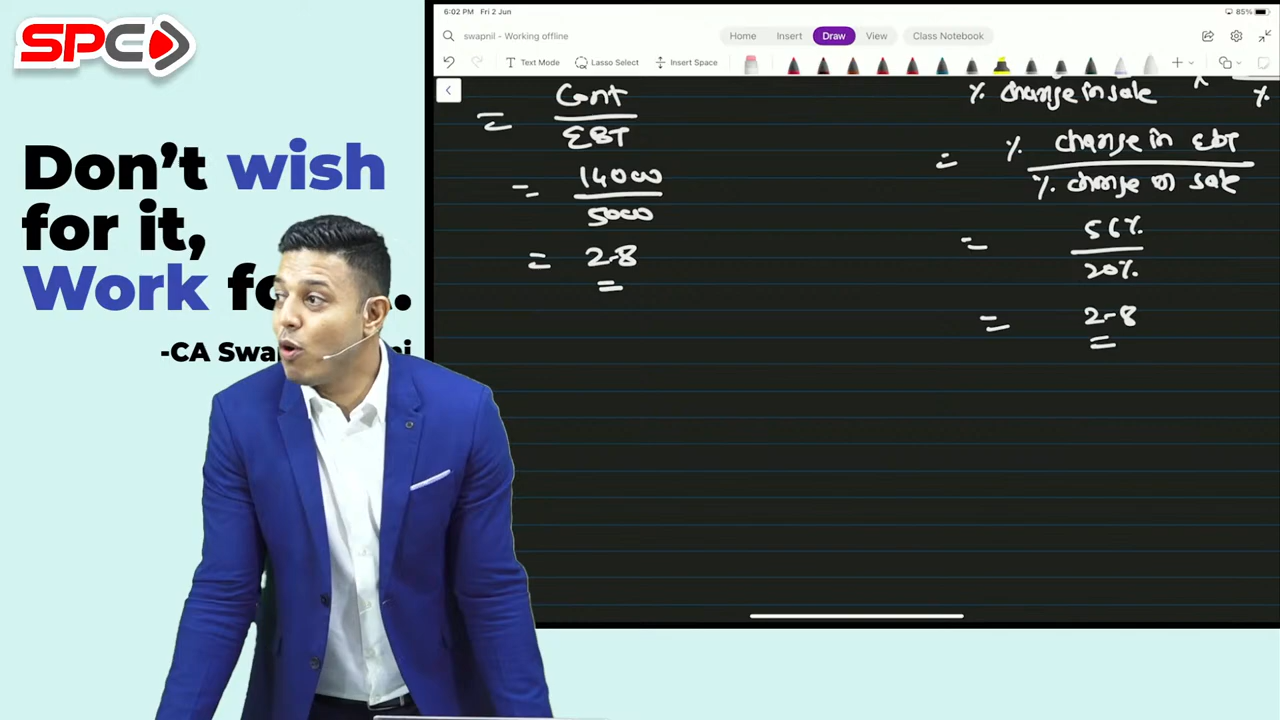 SPC
Don't wish
for it,
Work fo
.
-CA Swa
ni
6:02 PM Fri 2 Jun
85%
swapnil - Working offline
Home Insert Draw View Class Notebook
Text Mode Lasso Select Insert Space
= Cont
EBT
= 14000
5000
= 2.8
% change in sale x %
= % change in EBT
% change in sale
= 56%
20%
= 2.8